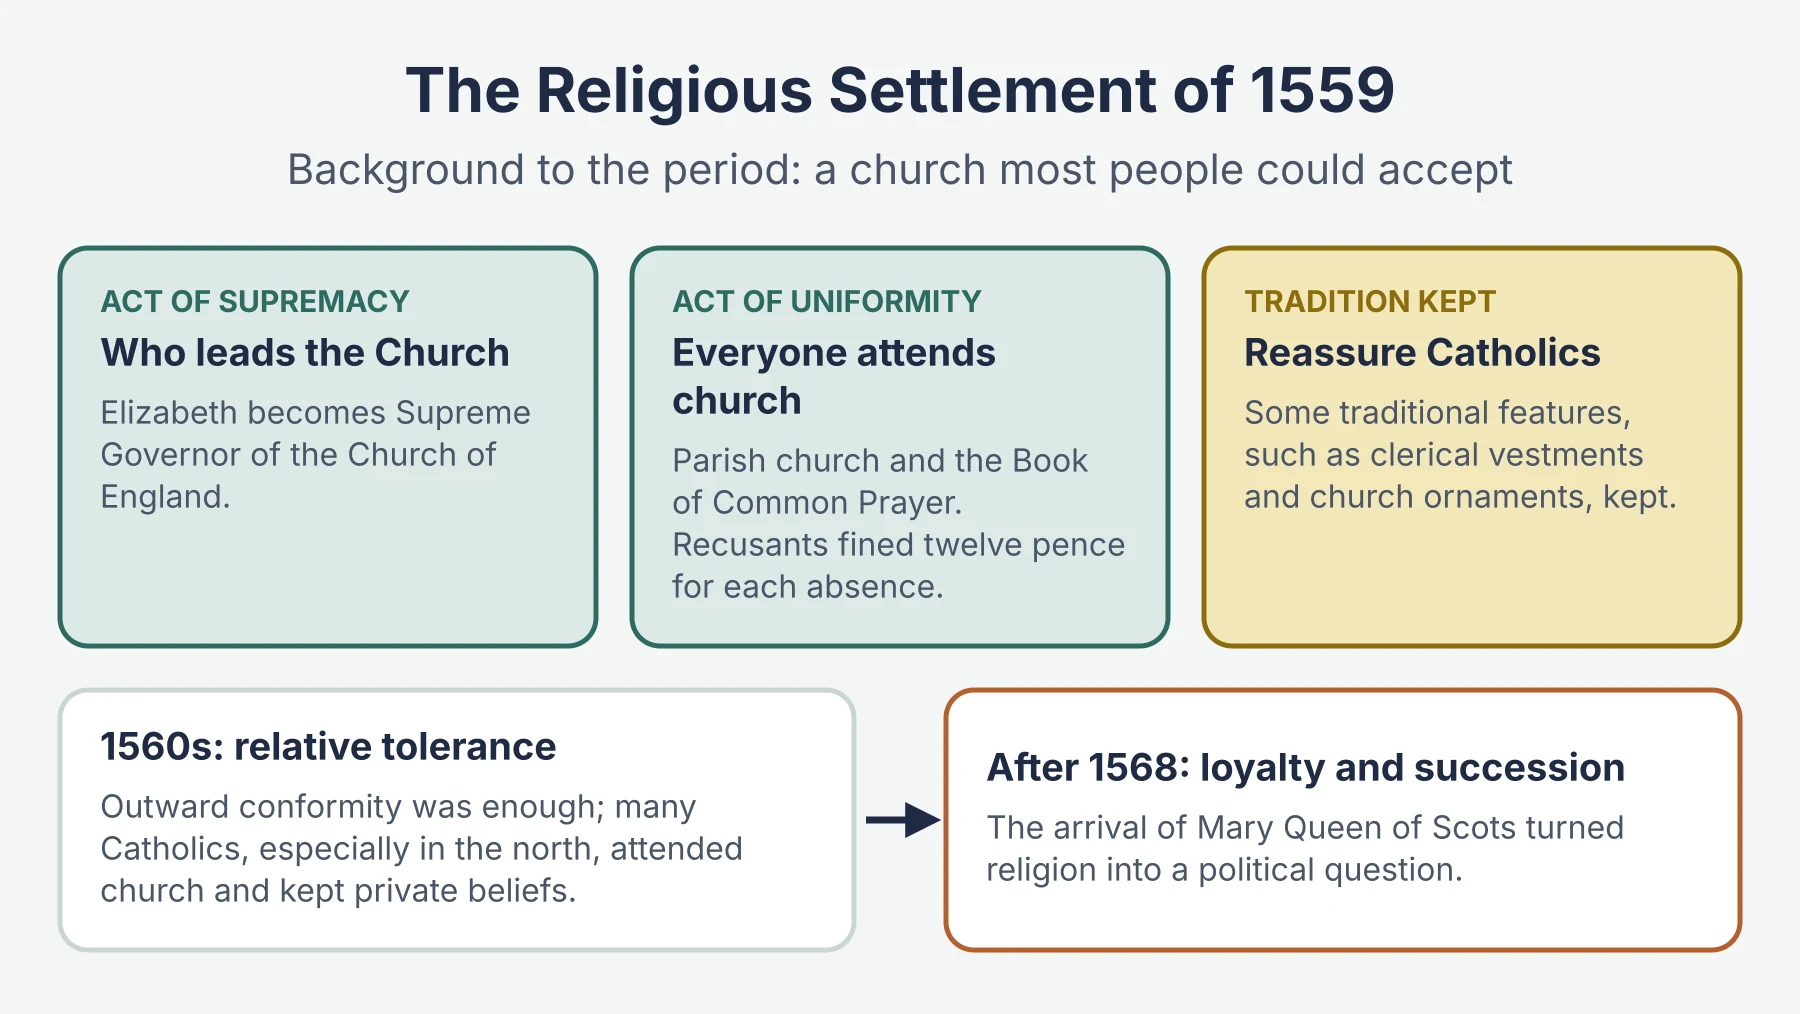 The Religious Settlement of 1559
Background to the period: a church most people could accept
ACT OF SUPREMACY
Who leads the Church
Elizabeth becomes Supreme
Governor of the Church of
England.
ACT OF UNIFORMITY
Everyone attends
church
Parish church and the Book
of Common Prayer.
Recusants fined twelve pence
for each absence.
TRADITION KEPT
Reassure Catholics
Some traditional features,
such as clerical vestments
and church ornaments, kept.
1560s: relative tolerance
Outward conformity was enough; many
Catholics, especially in the north, attended
church and kept private beliefs.
After 1568: loyalty and succession
The arrival of Mary Queen of Scots turned
religion into a political question.